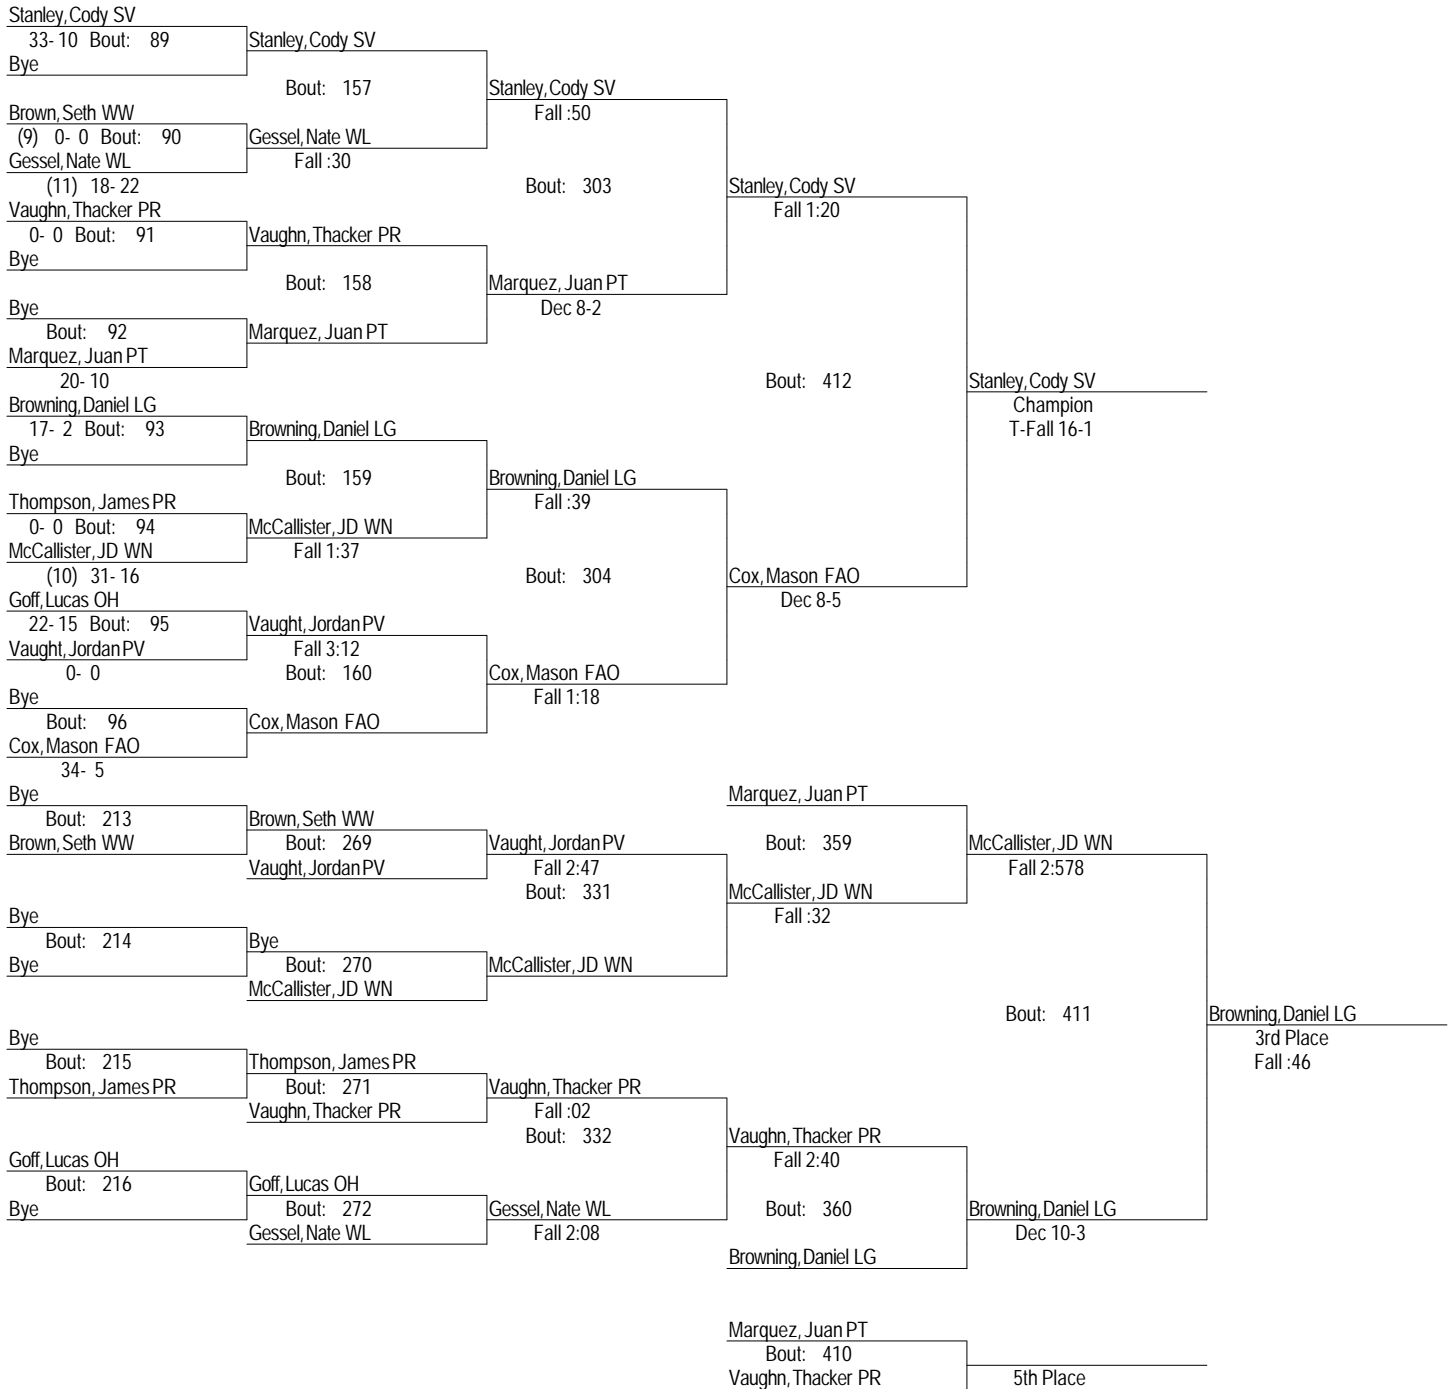 Stanley, Cody SV
33- 10 Bout: 89
Bye
Stanley, Cody SV
Bout: 157
Brown, Seth WW
(9) 0- 0 Bout: 90
Gessel, Nate WL
(11) 18- 22
Gessel, Nate WL
Fall :30
Stanley, Cody SV
Fall :50
Bout: 303
Vaughn, Thacker PR
0- 0 Bout: 91
Bye
Vaughn, Thacker PR
Bout: 158
Bye
Bout: 92
Marquez, Juan PT
20- 10
Marquez, Juan PT
Marquez, Juan PT
Dec 8-2
Stanley, Cody SV
Fall 1:20
Bout: 412
Browning, Daniel LG
17- 2 Bout: 93
Bye
Browning, Daniel LG
Bout: 159
Thompson, James PR
0- 0 Bout: 94
McCallister, JD WN
(10) 31- 16
McCallister, JD WN
Fall 1:37
Browning, Daniel LG
Fall :39
Bout: 304
Goff, Lucas OH
22- 15 Bout: 95
Vaught, Jordan PV
0- 0
Vaught, Jordan PV
Fall 3:12
Bout: 160
Bye
Bout: 96
Cox, Mason FAO
34- 5
Cox, Mason FAO
Cox, Mason FAO
Fall 1:18
Cox, Mason FAO
Dec 8-5
Stanley, Cody SV
Champion
T-Fall 16-1
Bye
Bout: 213
Brown, Seth WW
Brown, Seth WW
Bout: 269
Vaught, Jordan PV
Vaught, Jordan PV
Fall 2:47
Bout: 331
Bye
Bout: 214
Bye
Bye
Bout: 270
McCallister, JD WN
McCallister, JD WN
Marquez, Juan PT
Bout: 359
McCallister, JD WN
Fall :32
McCallister, JD WN
Fall 2:578
Bout: 411
Bye
Bout: 215
Thompson, James PR
Thompson, James PR
Bout: 271
Vaughn, Thacker PR
Vaughn, Thacker PR
Fall :02
Bout: 332
Goff, Lucas OH
Bout: 216
Bye
Goff, Lucas OH
Bout: 272
Gessel, Nate WL
Gessel, Nate WL
Fall 2:08
Vaughn, Thacker PR
Fall 2:40
Bout: 360
Browning, Daniel LG
Browning, Daniel LG
Dec 10-3
Browning, Daniel LG
3rd Place
Fall :46
Marquez, Juan PT
Bout: 410
Vaughn, Thacker PR
5th Place